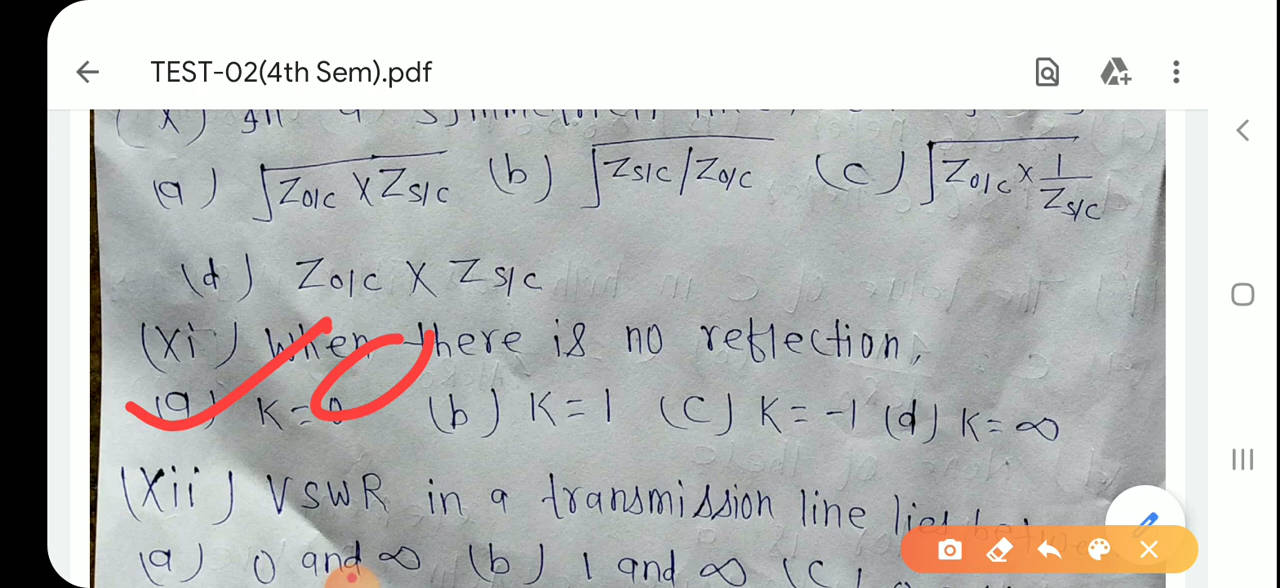 TEST-02(4th Sem).pdf
(a) √Zo/c X Zs/c (b) √Zs/c/Zo/c (c) √Zo/c x 1/Zs/c
(d) Zo/c X Zs/c
(xi) When there is no reflection,
(a) K=0 (b) K=1 (c) K=-1 (d) K=∞
(xii) VSWR in a transmission line lies
(a) 0 and ∞ (b) 1 and ∞ (c)